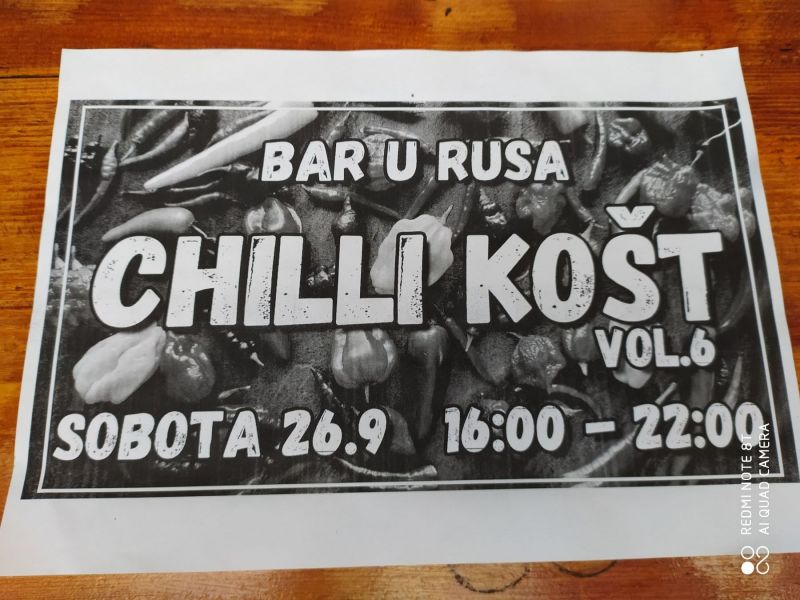 BAR U RUSA
CHILLI KOŠT
VOL.6
SOBOTA 26.9 16:00 - 22:00
REDMI NOTE 8T
AI QUAD CAMERA